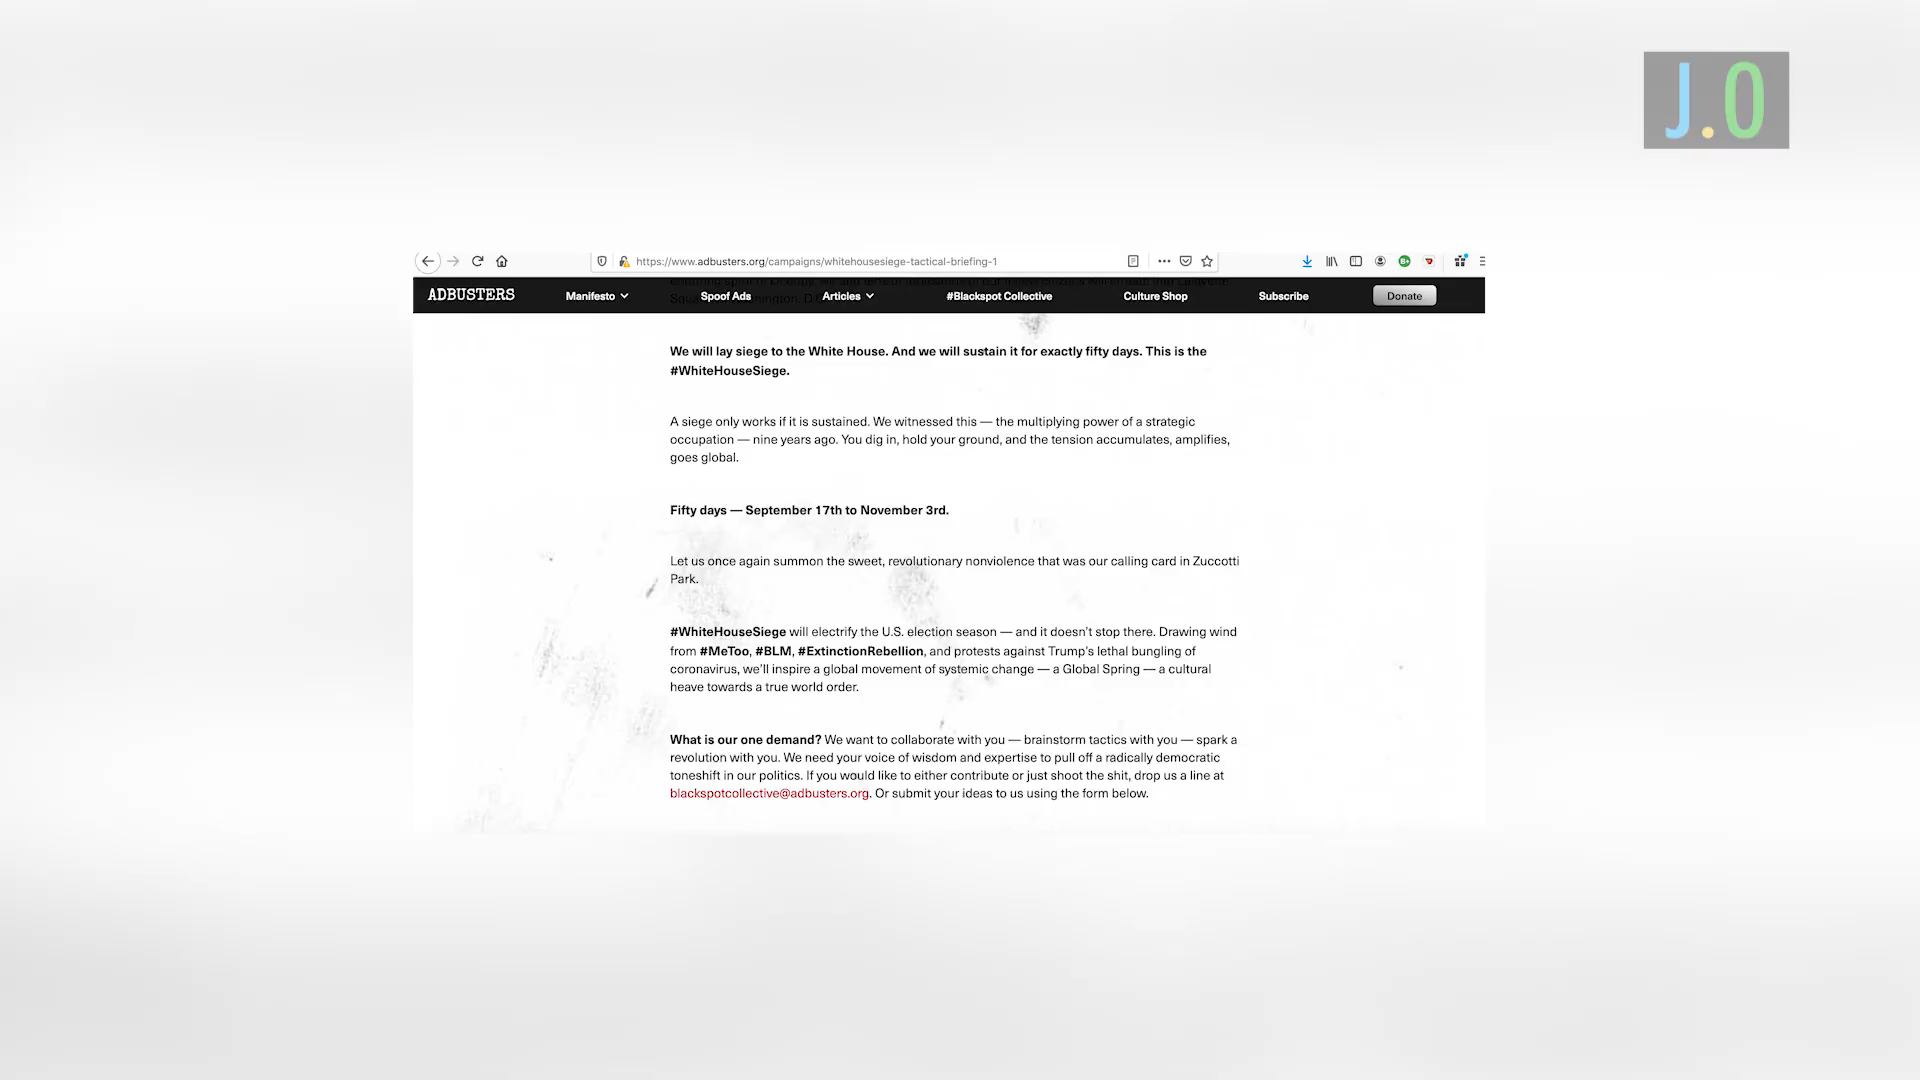 J.0
https://www.adbusters.org/campaigns/whitehousesiege-tactical-briefing-1
ADBUSTERS Manifesto Spoof Ads Articles #Blackspot Collective Culture Shop Subscribe Donate
We will lay siege to the White House. And we will sustain it for exactly fifty days. This is the
#WhiteHouseSiege.
A siege only works if it is sustained. We witnessed this — the multiplying power of a strategic
occupation — nine years ago. You dig in, hold your ground, and the tension accumulates, amplifies,
goes global.
Fifty days — September 17th to November 3rd.
Let us once again summon the sweet, revolutionary nonviolence that was our calling card in Zuccotti
Park.
#WhiteHouseSiege will electrify the U.S. election season — and it doesn't stop there. Drawing wind
from #MeToo, #BLM, #ExtinctionRebellion, and protests against Trump's lethal bungling of
coronavirus, we'll inspire a global movement of systemic change — a Global Spring — a cultural
heave towards a true world order.
What is our one demand? We want to collaborate with you — brainstorm tactics with you — spark a
revolution with you. We need your voice of wisdom and expertise to pull off a radically democratic
toneshift in our politics. If you would like to either contribute or just shoot the shit, drop us a line at
blackspotcollective@adbusters.org. Or submit your ideas to us using the form below.